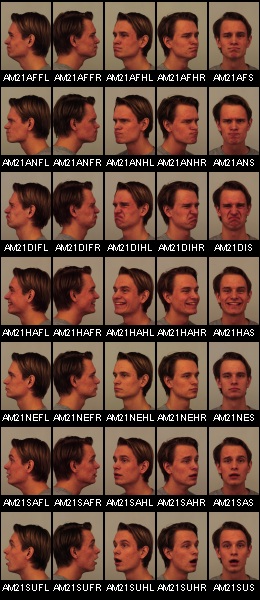 AM21AFFL AM21AFFR AM21AFHL AM21AFHR AM21AFS
AM21ANFL AM21ANFR AM21ANHL AM21ANHR AM21ANS
AM21DIFL AM21DIFR AM21DIHL AM21DIHR AM21DIS
AM21HAFL AM21HAFR AM21HAHL AM21HAHR AM21HAS
AM21NEFL AM21NEFR AM21NEHL AM21NEHR AM21NES
AM21SAFL AM21SAFR AM21SAHL AM21SAHR AM21SAS
AM21SUFL AM21SUFR AM21SUHL AM21SUHR AM21SUS